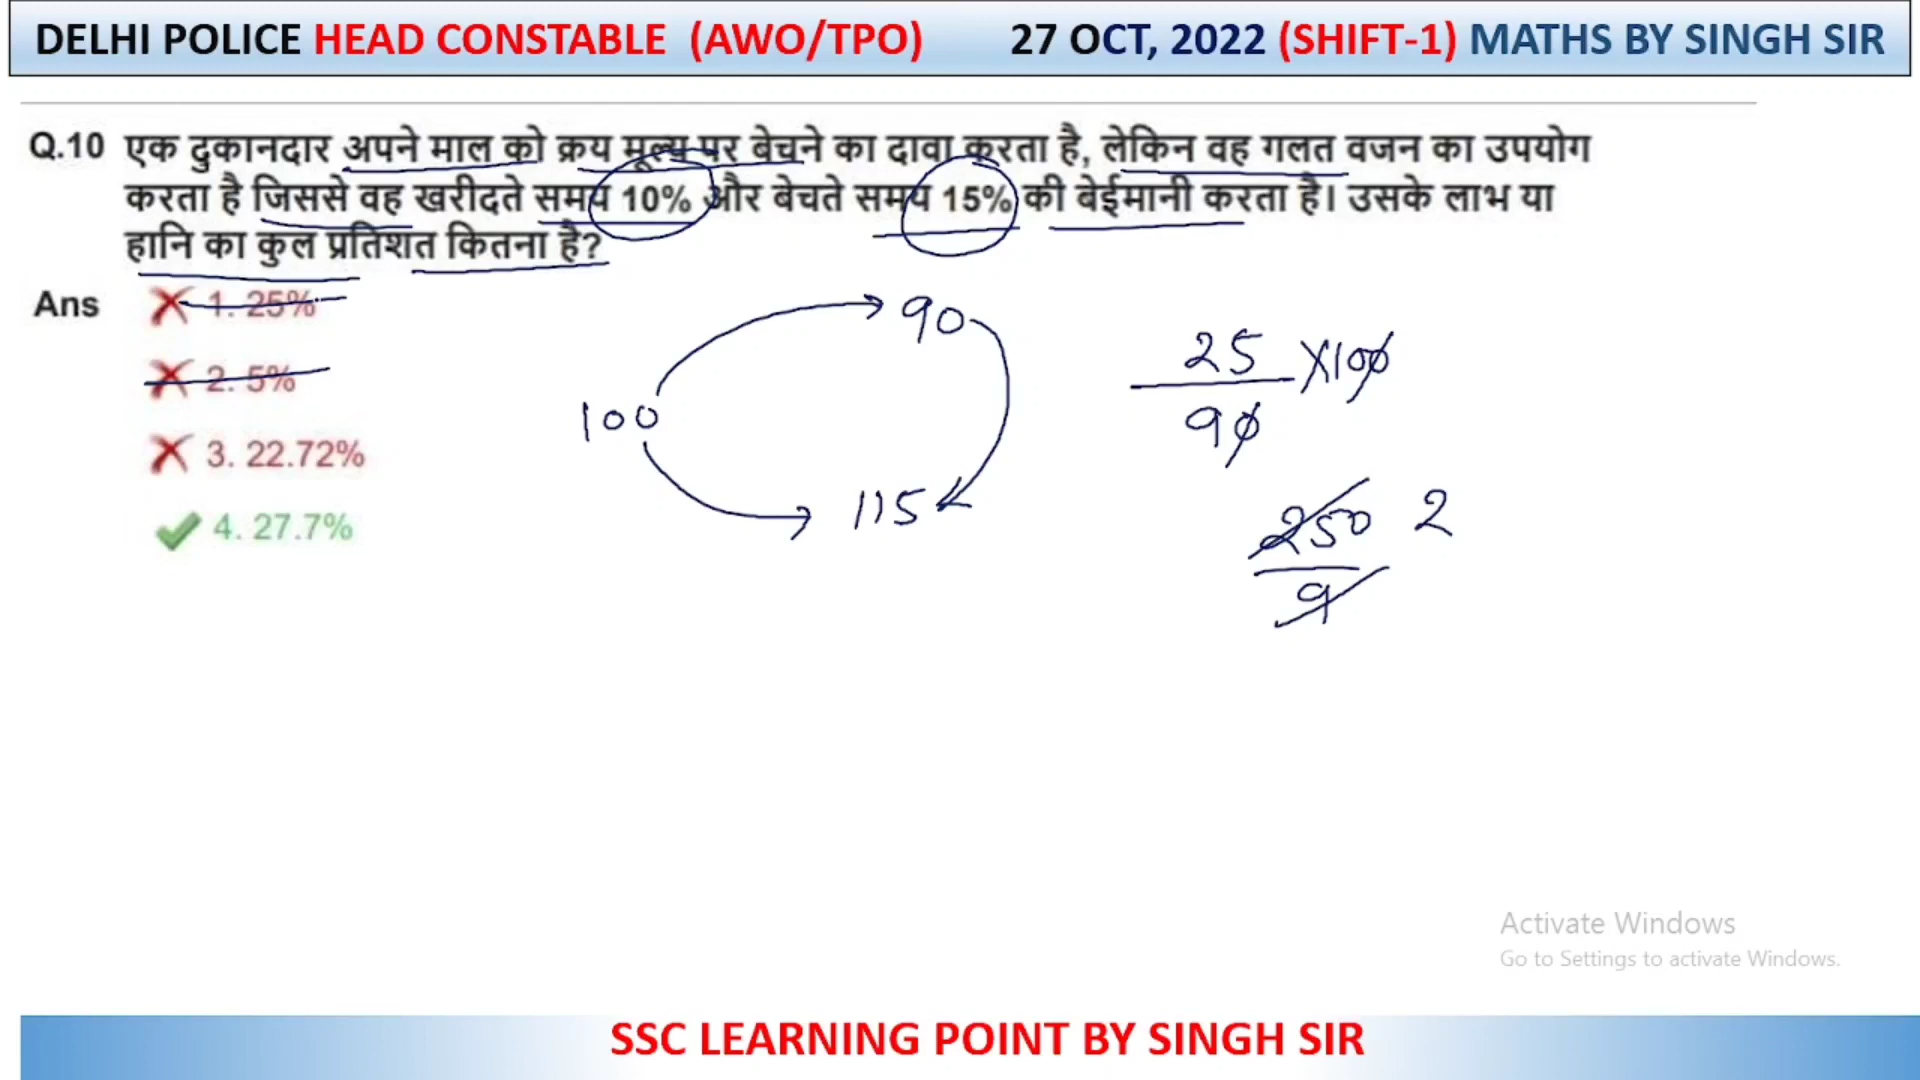 DELHI POLICE HEAD CONSTABLE (AWO/TPO) 27 OCT, 2022 (SHIFT-1) MATHS BY SINGH SIR
Q.10 एक दुकानदार अपने माल को क्रय मूल्य पर बेचने का दावा करता है, लेकिन वह गलत वजन का उपयोग
करता है जिससे वह खरीदते समय 10% और बेचते समय 15% की बेईमानी करता है। उसके लाभ या
हानि का कुल प्रतिशत कितना है?
Ans 1. 25%
2. 5%
3. 22.72%
4. 27.7%
90
100
115
25 X100
90
250 2
9
Activate Windows
Go to Settings to activate Windows.
SSC LEARNING POINT BY SINGH SIR